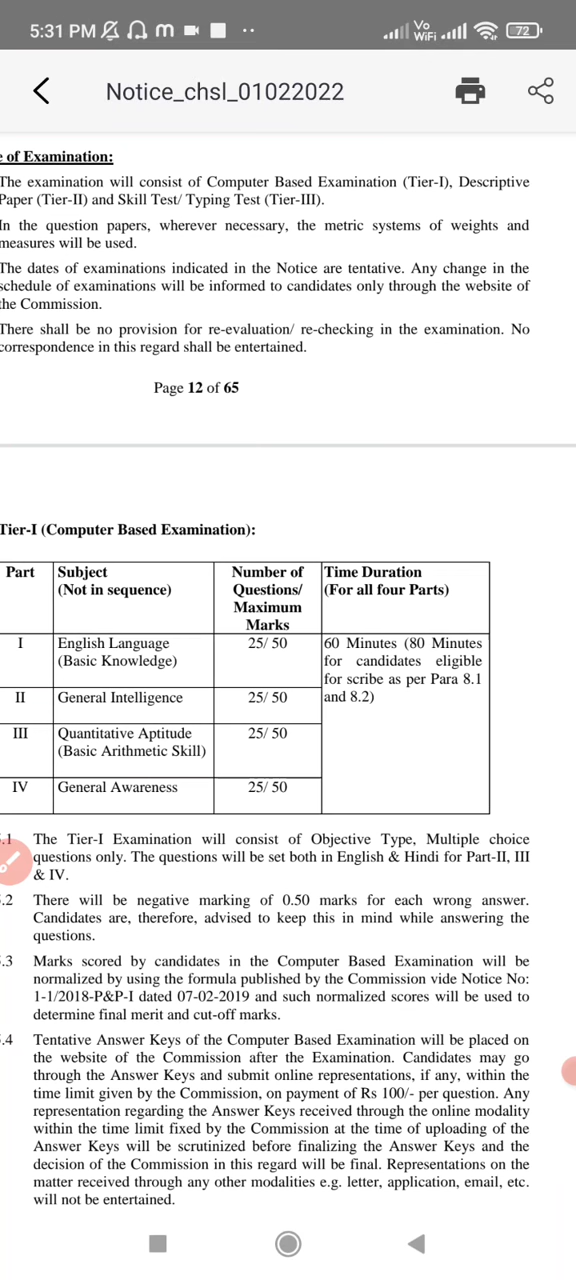 5:31 PM
Vo
WiFi
72
Notice_chsl_01022022
e of Examination:
The examination will consist of Computer Based Examination (Tier-I), Descriptive
Paper (Tier-II) and Skill Test/ Typing Test (Tier-III).
In the question papers, wherever necessary, the metric systems of weights and
measures will be used.
The dates of examinations indicated in the Notice are tentative. Any change in the
schedule of examinations will be informed to candidates only through the website of
the Commission.
There shall be no provision for re-evaluation/ re-checking in the examination. No
correspondence in this regard shall be entertained.
Page 12 of 65
Tier-I (Computer Based Examination):
Part Subject Number of Time Duration
(Not in sequence) Questions/ (For all four Parts)
Maximum
Marks
I English Language 25/ 50 60 Minutes (80 Minutes
(Basic Knowledge) for candidates eligible
for scribe as per Para 8.1
II General Intelligence 25/ 50 and 8.2)
III Quantitative Aptitude 25/ 50
(Basic Arithmetic Skill)
IV General Awareness 25/ 50
.1 The Tier-I Examination will consist of Objective Type, Multiple choice
questions only. The questions will be set both in English & Hindi for Part-II, III
& IV.
.2 There will be negative marking of 0.50 marks for each wrong answer.
Candidates are, therefore, advised to keep this in mind while answering the
questions.
.3 Marks scored by candidates in the Computer Based Examination will be
normalized by using the formula published by the Commission vide Notice No:
1-1/2018-P&P-I dated 07-02-2019 and such normalized scores will be used to
determine final merit and cut-off marks.
.4 Tentative Answer Keys of the Computer Based Examination will be placed on
the website of the Commission after the Examination. Candidates may go
through the Answer Keys and submit online representations, if any, within the
time limit given by the Commission, on payment of Rs 100/- per question. Any
representation regarding the Answer Keys received through the online modality
within the time limit fixed by the Commission at the time of uploading of the
Answer Keys will be scrutinized before finalizing the Answer Keys and the
decision of the Commission in this regard will be final. Representations on the
matter received through any other modalities e.g. letter, application, email, etc.
will not be entertained.